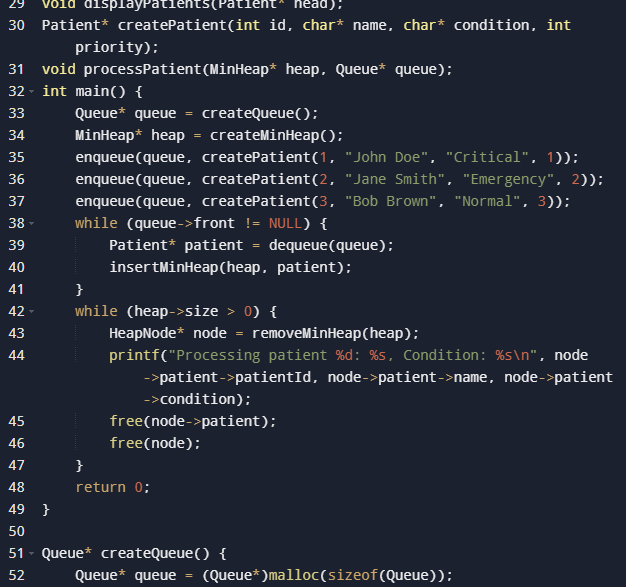 29 void displayPatients(Patient* head);
30 Patient* createPatient(int id, char* name, char* condition, int
priority);
31 void processPatient(MinHeap* heap, Queue* queue);
32 int main() {
33 Queue* queue = createQueue();
34 MinHeap* heap = createMinHeap();
35 enqueue(queue, createPatient(1, "John Doe", "Critical", 1));
36 enqueue(queue, createPatient(2, "Jane Smith", "Emergency", 2));
37 enqueue(queue, createPatient(3, "Bob Brown", "Normal", 3));
38 while (queue->front != NULL) {
39 Patient* patient = dequeue(queue);
40 insertMinHeap(heap, patient);
41 }
42 while (heap->size > 0) {
43 HeapNode* node = removeMinHeap(heap);
44 printf("Processing patient %d: %s, Condition: %s\n", node
->patient->patientId, node->patient->name, node->patient
->condition);
45 free(node->patient);
46 free(node);
47 }
48 return 0;
49 }
50
51 Queue* createQueue() {
52 Queue* queue = (Queue*)malloc(sizeof(Queue));